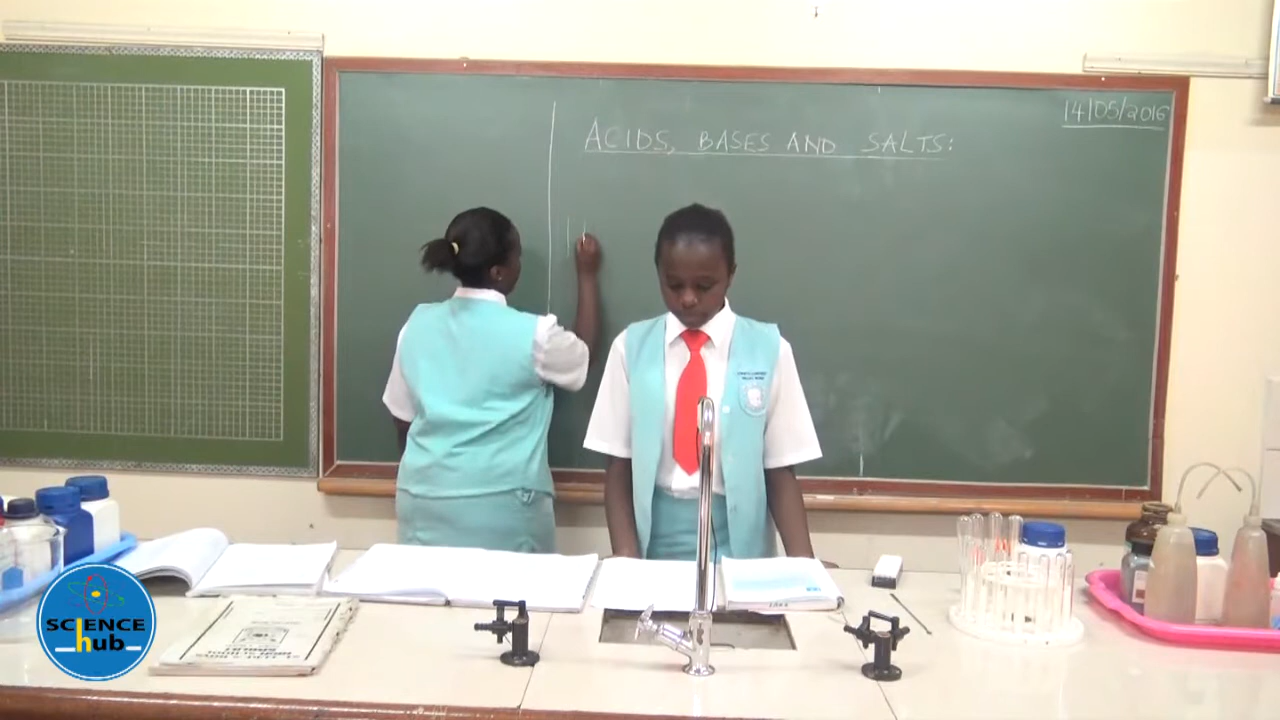 14/05/2016
ACIDS, BASES AND SALTS:
SCIENCE
hub